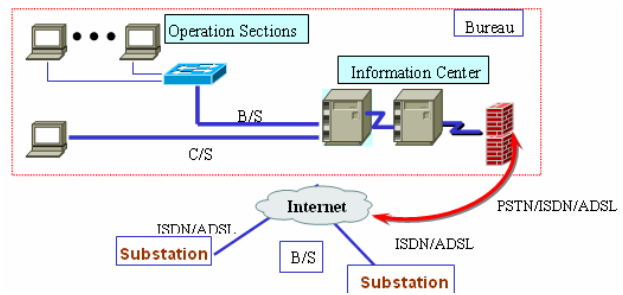 Operation Sections
Bureau
Information Center
B/S
C/S
Internet
PSTN/ISDN/ADSL
ISDN/ADSL
ISDN/ADSL
Substation
B/S
Substation